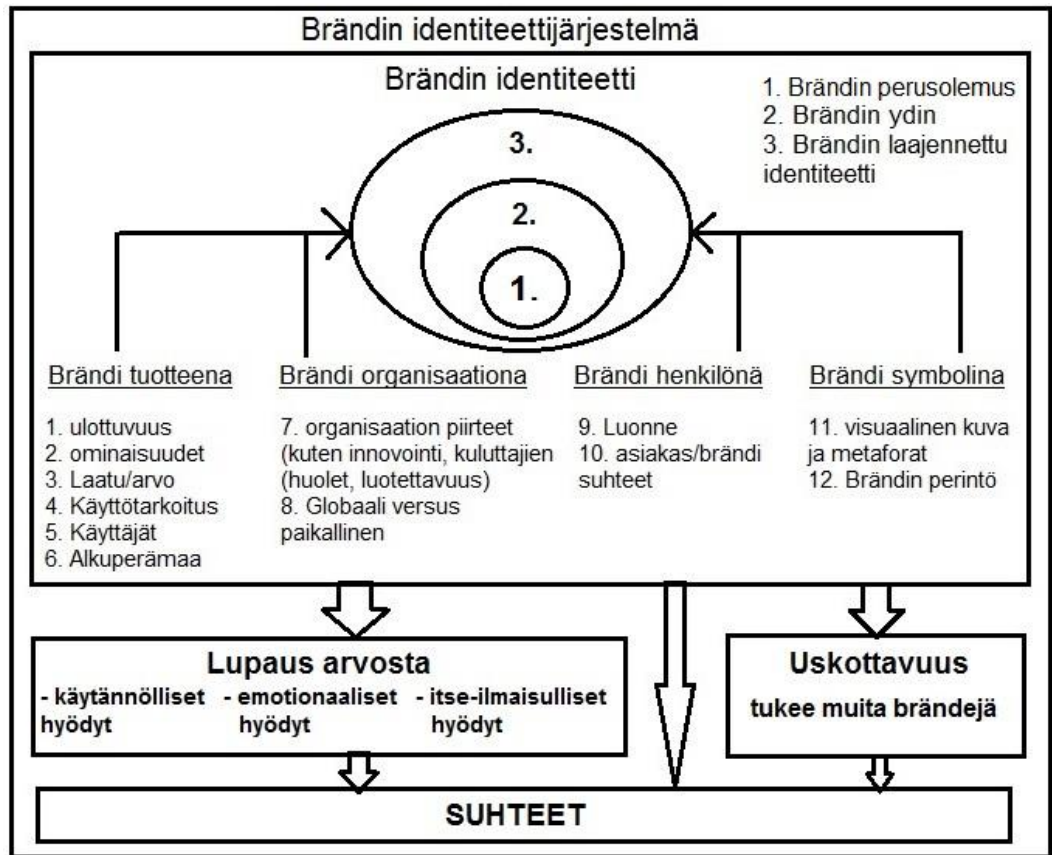 Brändin identiteettijärjestelmä
Brändin identiteetti
1. Brändin perusolemus
2. Brändin ydin
3. Brändin laajennettu
identiteetti
3.
2.
1.
Brändi tuotteena
1. ulottuvuus
2. ominaisuudet
3. Laatu/arvo
4. Käyttötarkoitus
5. Käyttäjät
6. Alkuperämaa
Brändi organisaationa
7. organisaation piirteet
(kuten innovointi, kuluttajien
(huolet, luotettavuus)
8. Globaali versus
paikallinen
Brändi henkilönä
9. Luonne
10. asiakas/brändi
suhteet
Brändi symbolina
11. visuaalinen kuva
ja metaforat
12. Brändin perintö
Lupaus arvosta
- käytännölliset
hyödyt
- emotionaaliset
hyödyt
- itse-ilmaisulliset
hyödyt
Uskottavuus
tukee muita brändejä
SUHTEET